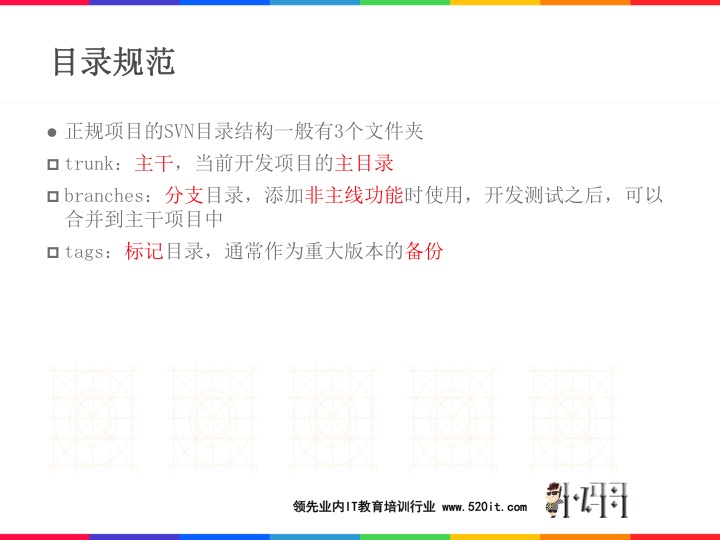 目录规范
正规项目的SVN目录结构一般有3个文件夹
trunk：主干，当前开发项目的主目录
branches：分支目录，添加非主线功能时使用，开发测试之后，可以
合并到主干项目中
tags：标记目录，通常作为重大版本的备份
领先业内IT教育培训行业 www.520it.com
小码哥